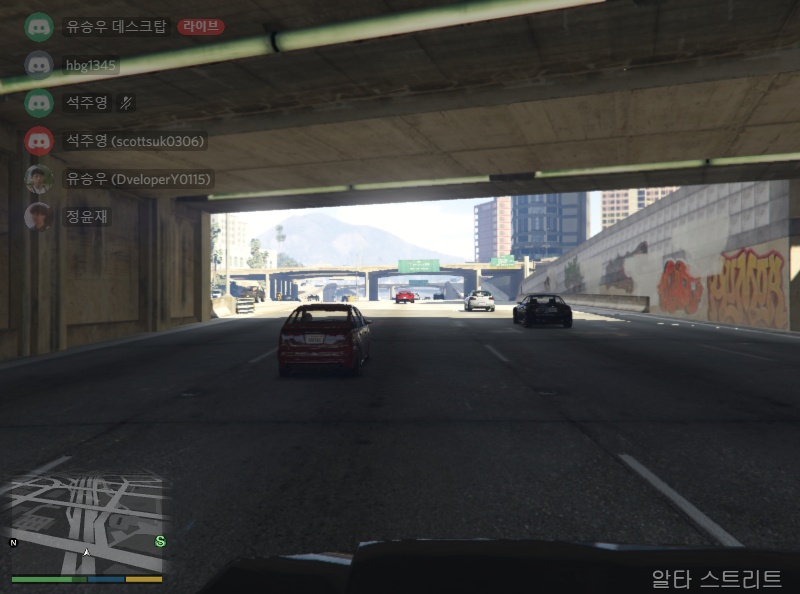 유승우 데스크탑 라이브
hbg1345
석주영
석주영 (scottsuk0306)
유승우 (DveloperY0115)
정윤재
N
S
알타 스트리트